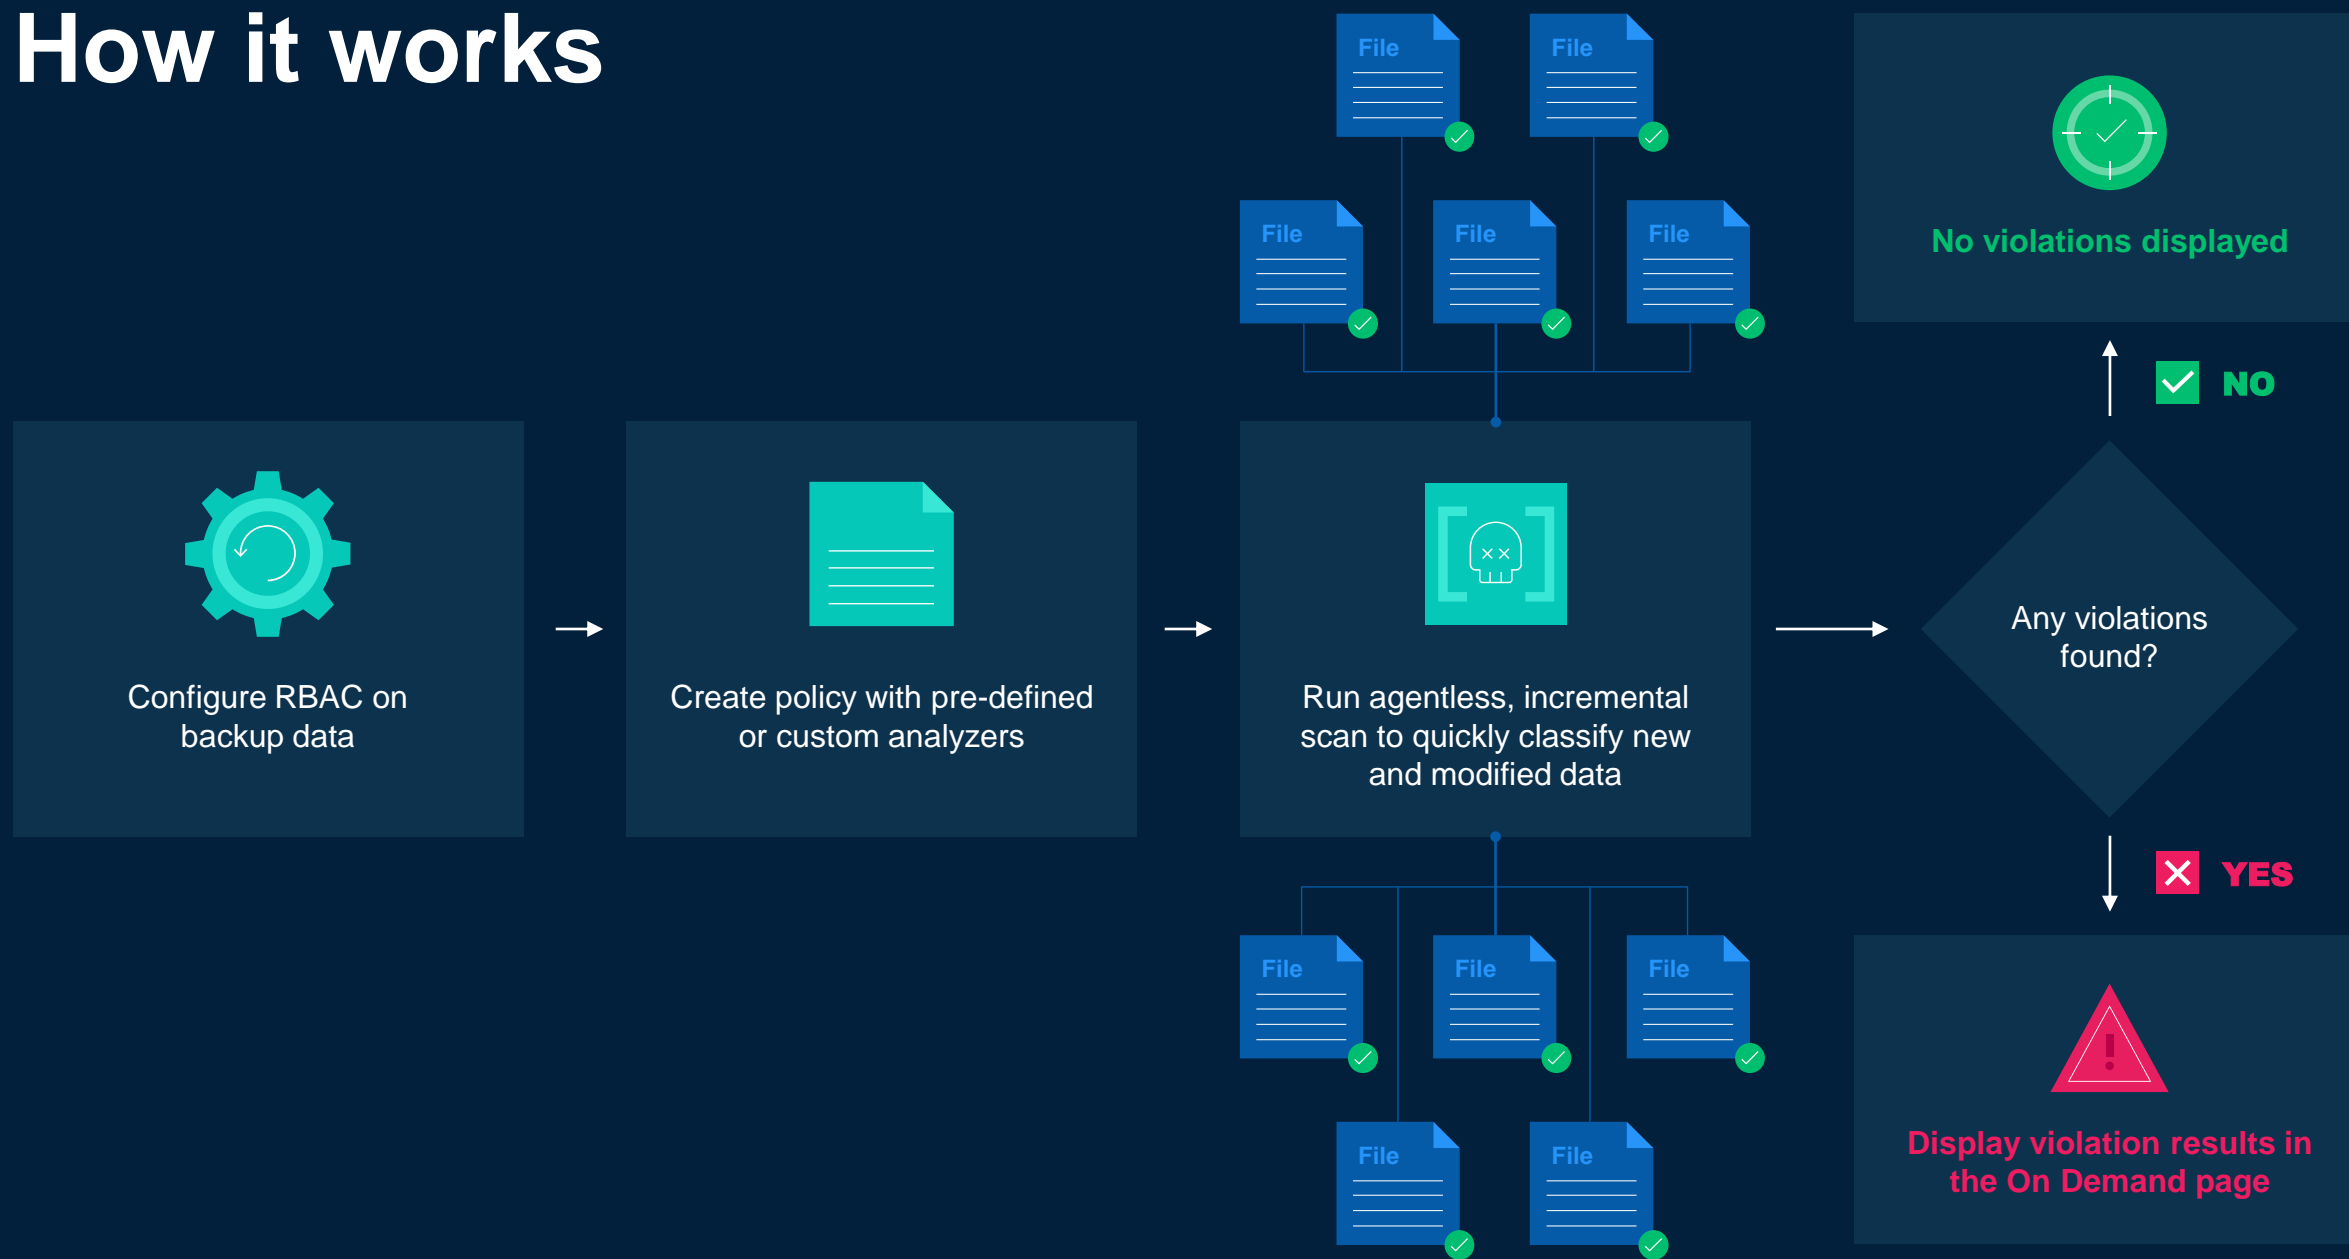 How it works
File
File
File
File
File
Configure RBAC on
backup data
Create policy with pre-defined
or custom analyzers
Run agentless, incremental
scan to quickly classify new
and modified data
Any violations
found?
NO
No violations displayed
YES
Display violation results in
the On Demand page
File
File
File
File
File